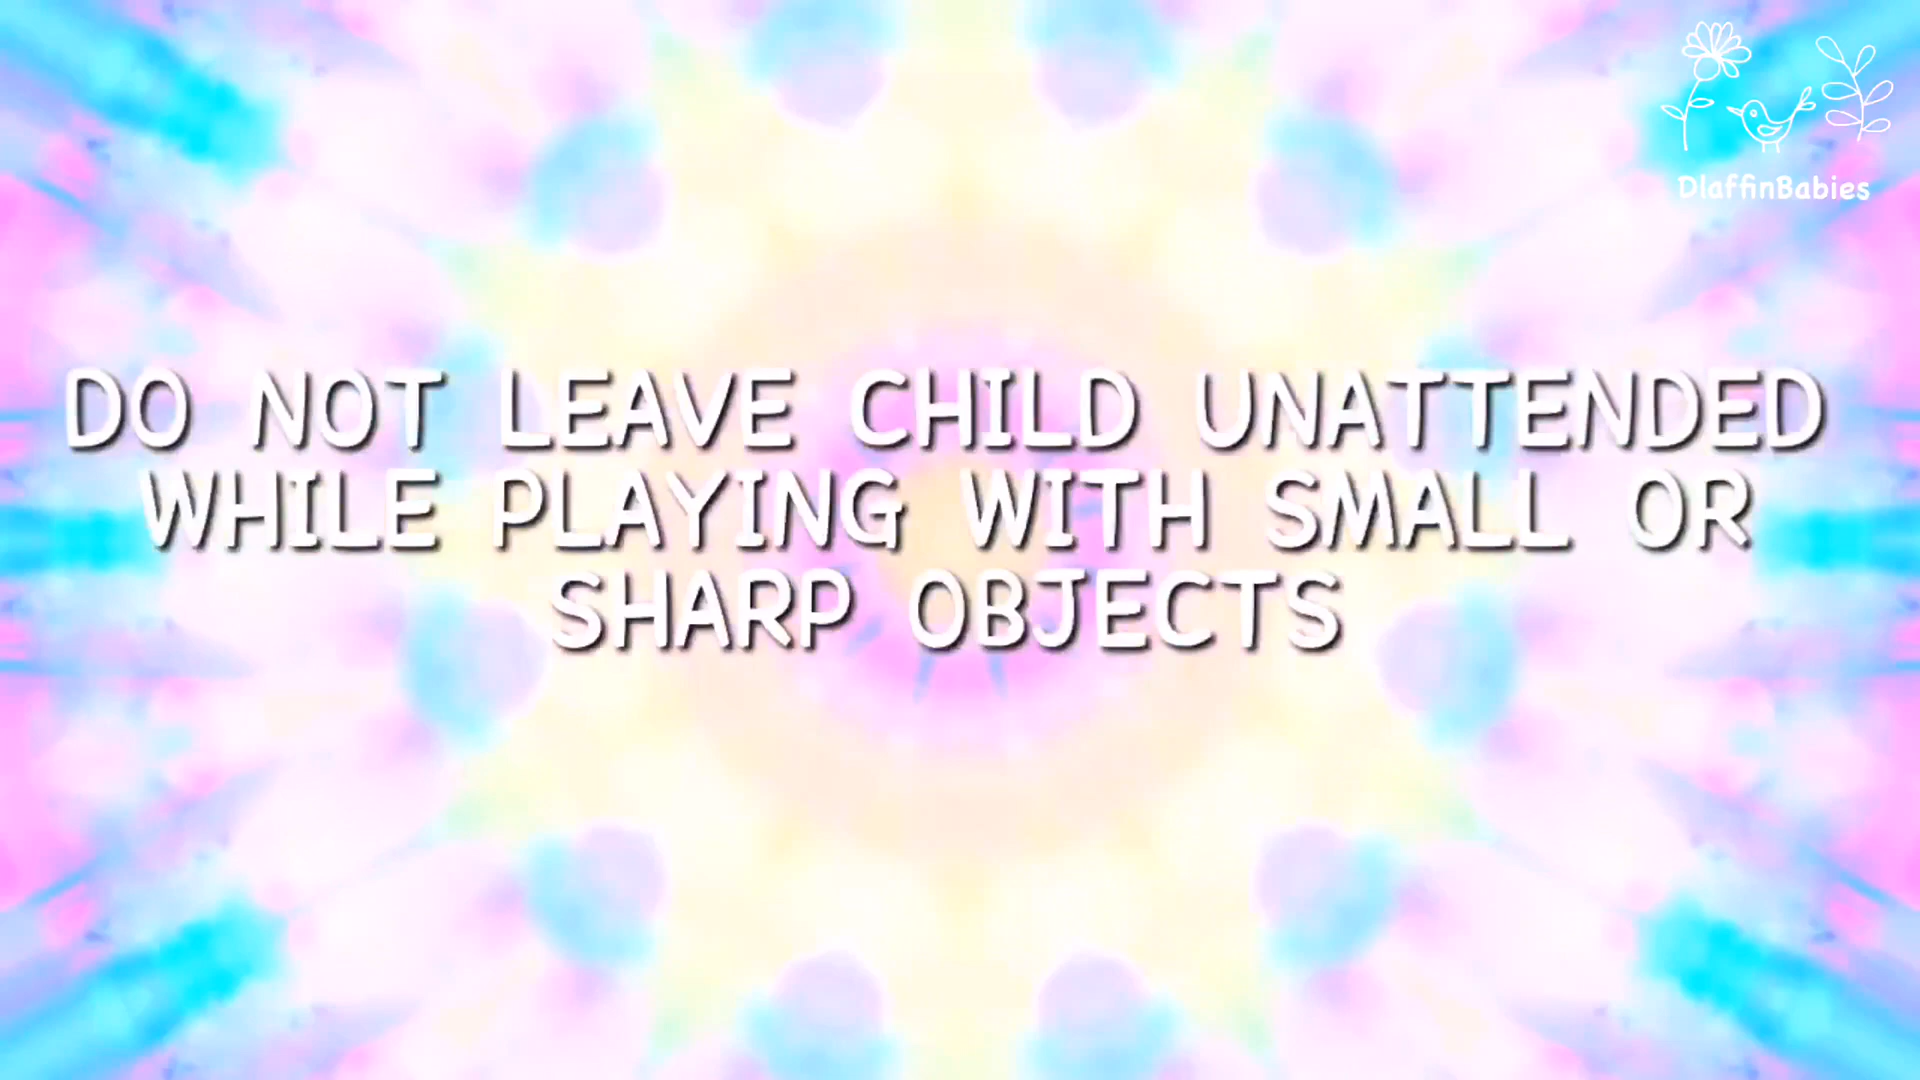 DlaffinBabies
DO NOT LEAVE CHILD UNATTENDED
WHILE PLAYING WITH SMALL OR
SHARP OBJECTS